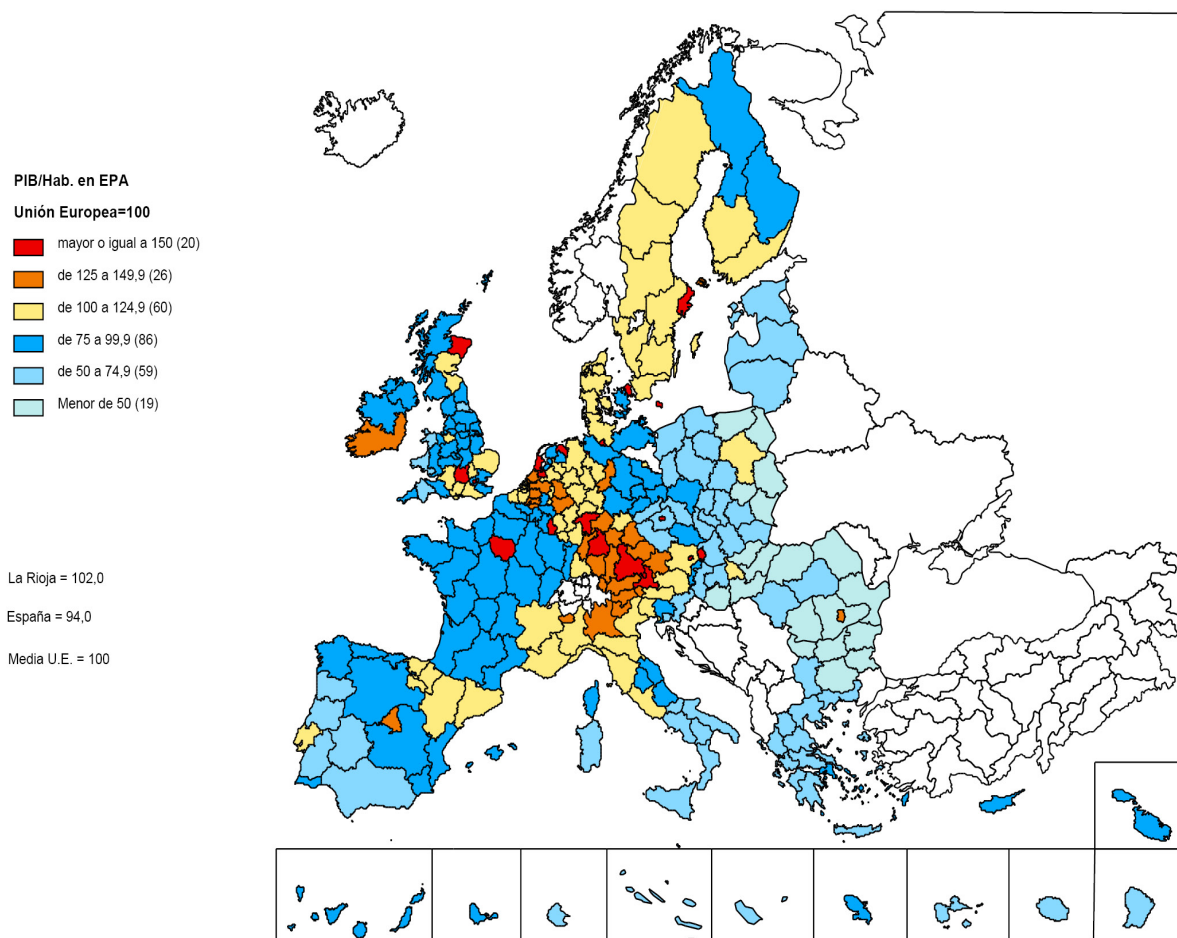 PIB/Hab. en EPA
Unión Europea=100
mayor o igual a 150 (20)
de 125 a 149,9 (26)
de 100 a 124,9 (60)
de 75 a 99,9 (86)
de 50 a 74,9 (59)
Menor de 50 (19)
La Rioja = 102,0
España = 94,0
Media U.E. = 100